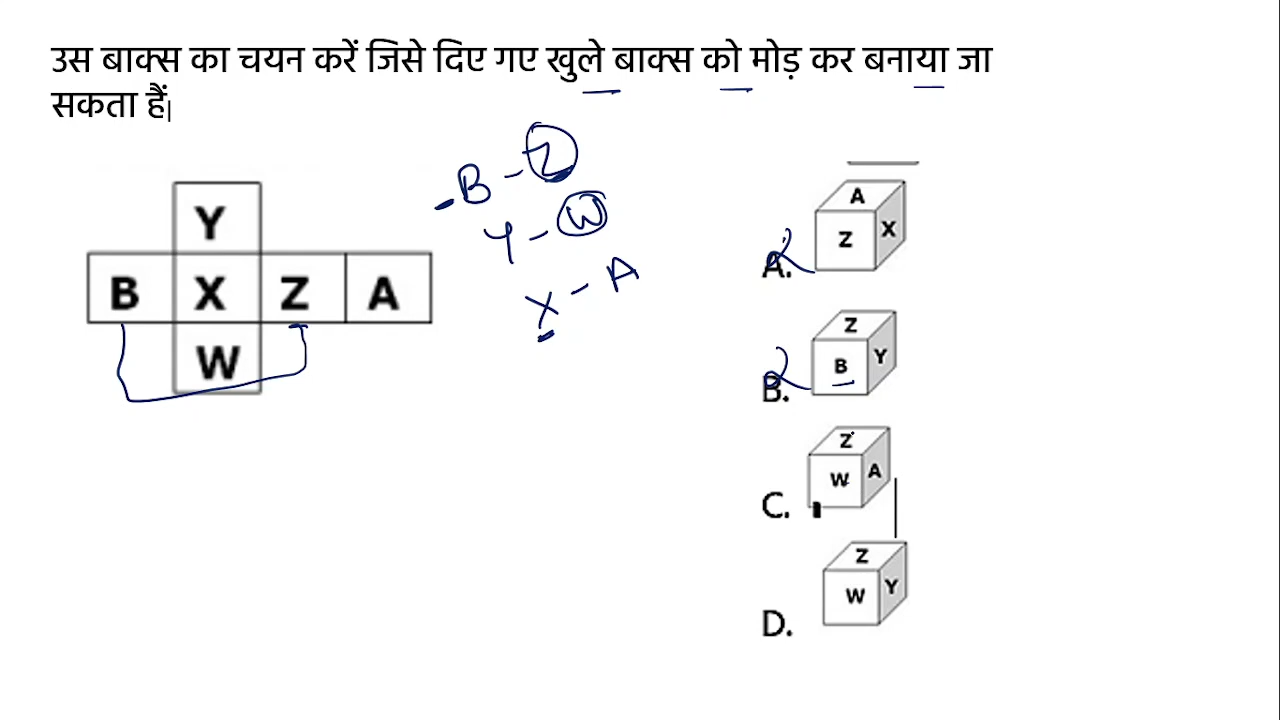 उस बाक्स का चयन करें जिसे दिए गए खुले बाक्स को मोड़ कर बनाया जा
सकता हैं|
Y
B X Z A
W
B - Z
Y - W
X - A
A.
A
Z X
B.
Z
B Y
C.
Z
W A
D.
Z
W Y